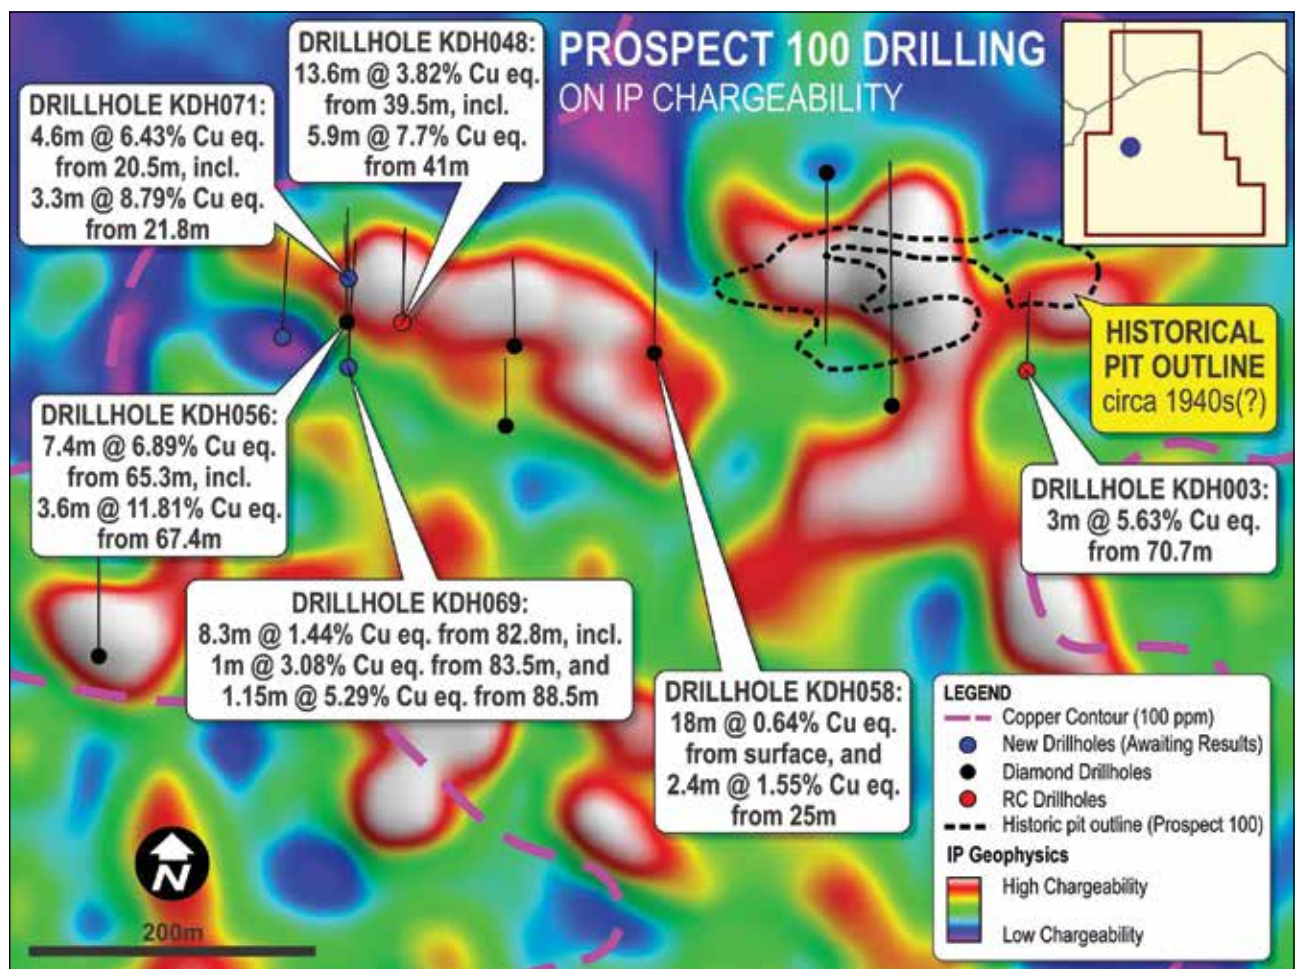 PROSPECT 100 DRILLING
ON IP CHARGEABILITY
DRILLHOLE KDH048:
13.6m @ 3.82% Cu eq.
from 39.5m, incl.
5.9m @ 7.7% Cu eq.
from 41m
DRILLHOLE KDH071:
4.6m @ 6.43% Cu eq.
from 20.5m, incl.
3.3m @ 8.79% Cu eq.
from 21.8m
HISTORICAL
PIT OUTLINE
circa 1940s(?)
DRILLHOLE KDH056:
7.4m @ 6.89% Cu eq.
from 65.3m, incl.
3.6m @ 11.81% Cu eq.
from 67.4m
DRILLHOLE KDH003:
3m @ 5.63% Cu eq.
from 70.7m
DRILLHOLE KDH069:
8.3m @ 1.44% Cu eq. from 82.8m, incl.
1m @ 3.08% Cu eq. from 83.5m, and
1.15m @ 5.29% Cu eq. from 88.5m
DRILLHOLE KDH058:
18m @ 0.64% Cu eq.
from surface, and
2.4m @ 1.55% Cu eq.
from 25m
LEGEND
Copper Contour (100 ppm)
New Drillholes (Awaiting Results)
Diamond Drillholes
RC Drillholes
Historic pit outline (Prospect 100)
IP Geophysics
High Chargeability
Low Chargeability
N
200m